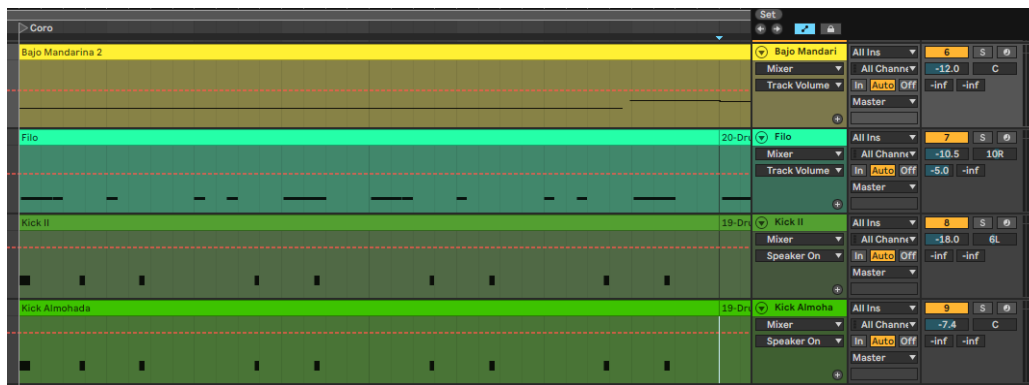 Set
Coro
Bajo Mandarina 2
Bajo Mandari
All Ins
6
S
Mixer
All Channe
-12.0
C
Track Volume
In
Auto
Off
-inf
-inf
Master
Filo
20-Dru
Filo
All Ins
7
S
Mixer
All Channe
-10.5
10R
Track Volume
In
Auto
Off
-5.0
-inf
Master
Kick II
19-Dru
Kick II
All Ins
8
S
Mixer
All Channe
-18.0
6L
Speaker On
In
Auto
Off
-inf
-inf
Master
Kick Almohada
19-Dru
Kick Almoha
All Ins
9
S
Mixer
All Channe
-7.4
C
Speaker On
In
Auto
Off
-inf
-inf
Master